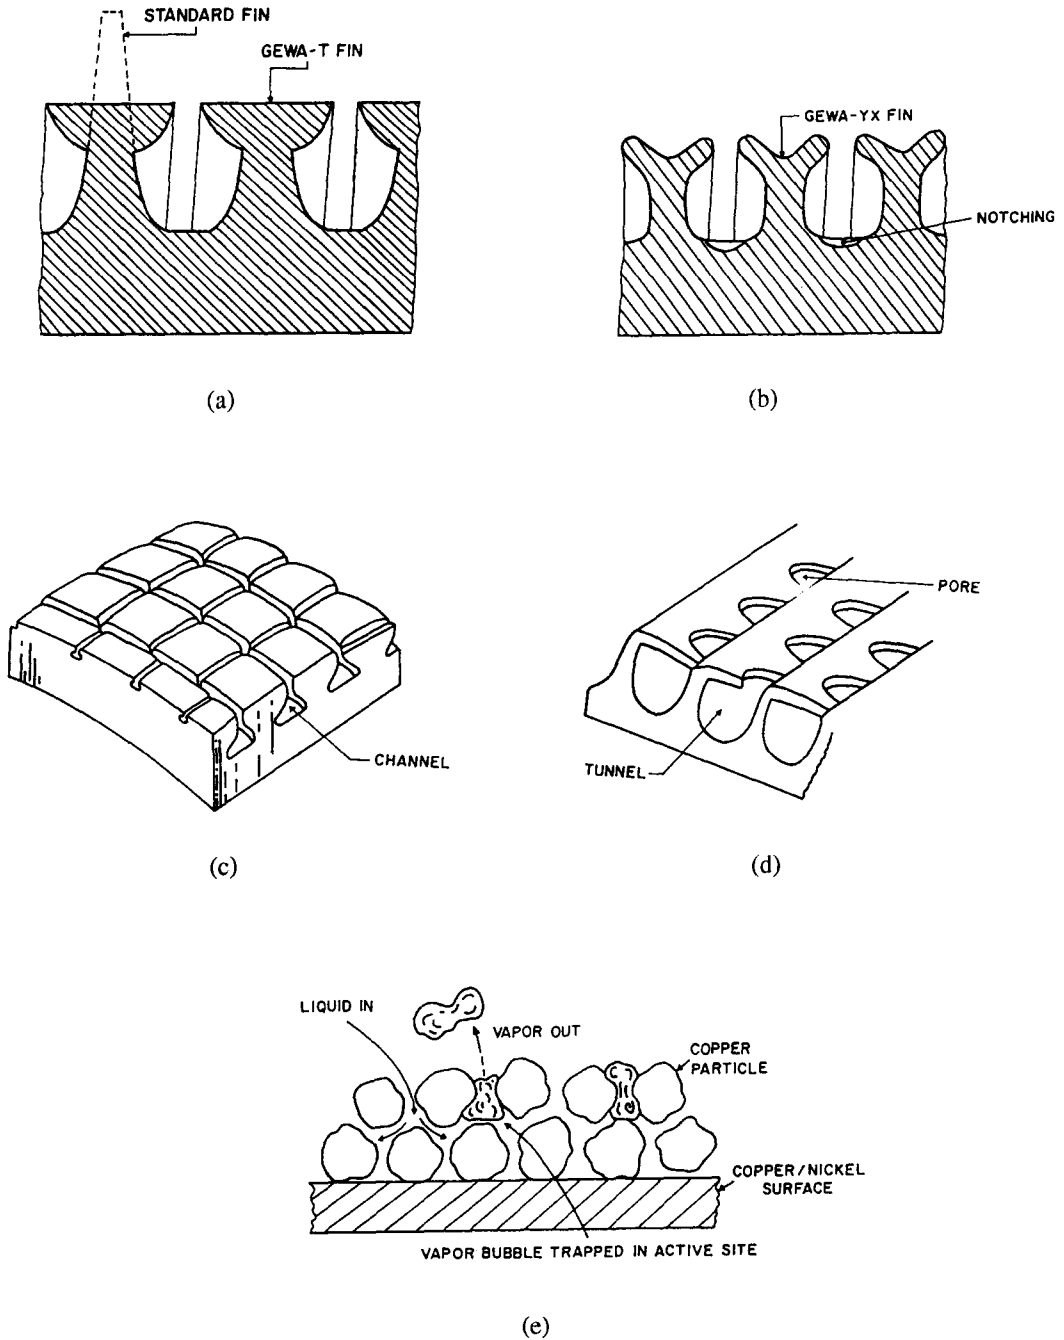 STANDARD FIN
GEWA-T FIN
GEWA-YX FIN
NOTCHING
(a)
(b)
PORE
CHANNEL
TUNNEL
(c)
(d)
LIQUID IN
VAPOR OUT
COPPER
PARTICLE
COPPER/NICKEL
SURFACE
VAPOR BUBBLE TRAPPED IN ACTIVE SITE
(e)